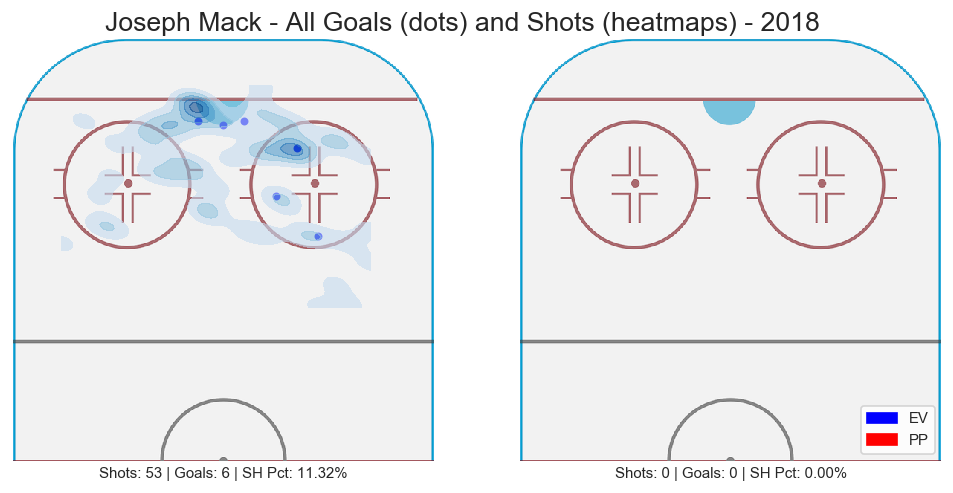 Joseph Mack - All Goals (dots) and Shots (heatmaps) - 2018
EV
PP
Shots: 53 | Goals: 6 | SH Pct: 11.32%
Shots: 0 | Goals: 0 | SH Pct: 0.00%